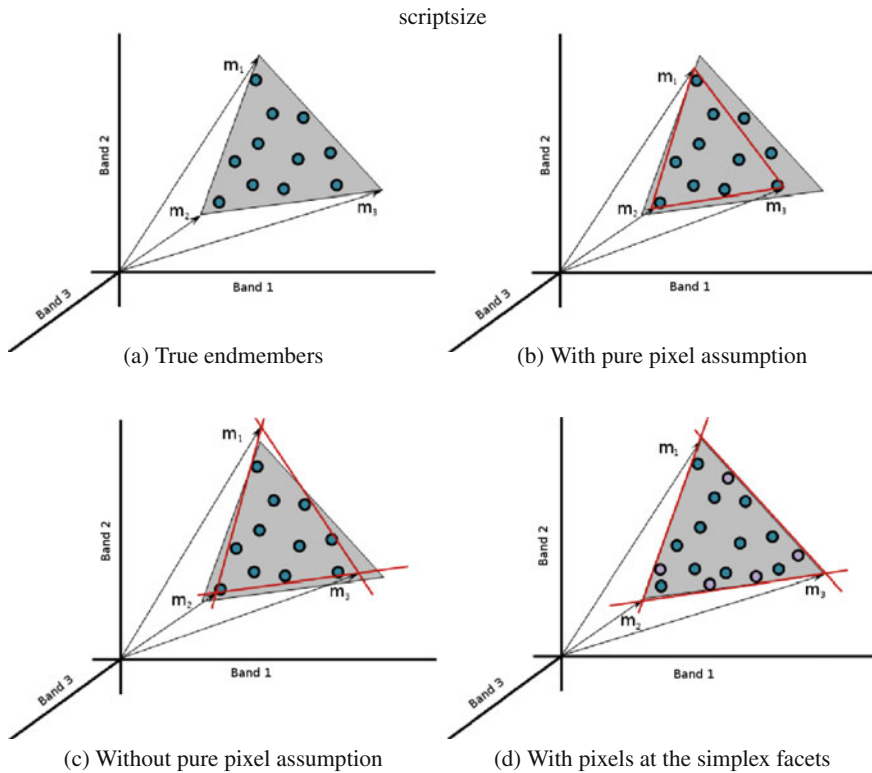 scriptsize
m1
m2
m3
Band 2
Band 1
Band 3
(a) True endmembers
m1
m2
m3
Band 2
Band 1
Band 3
(b) With pure pixel assumption
m1
m2
m3
Band 2
Band 1
Band 3
(c) Without pure pixel assumption
m1
m2
m3
Band 2
Band 1
Band 3
(d) With pixels at the simplex facets